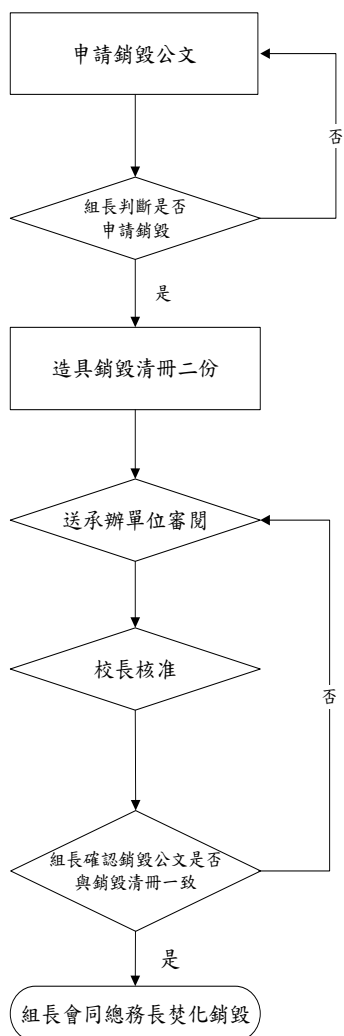 申請銷毀公文
否
組長判斷是否
申請銷毀
是
造具銷毀清冊二份
送承辦單位審閱
校長核准
否
組長確認銷毀公文是否
與銷毀清冊一致
是
組長會同總務長焚化銷毀